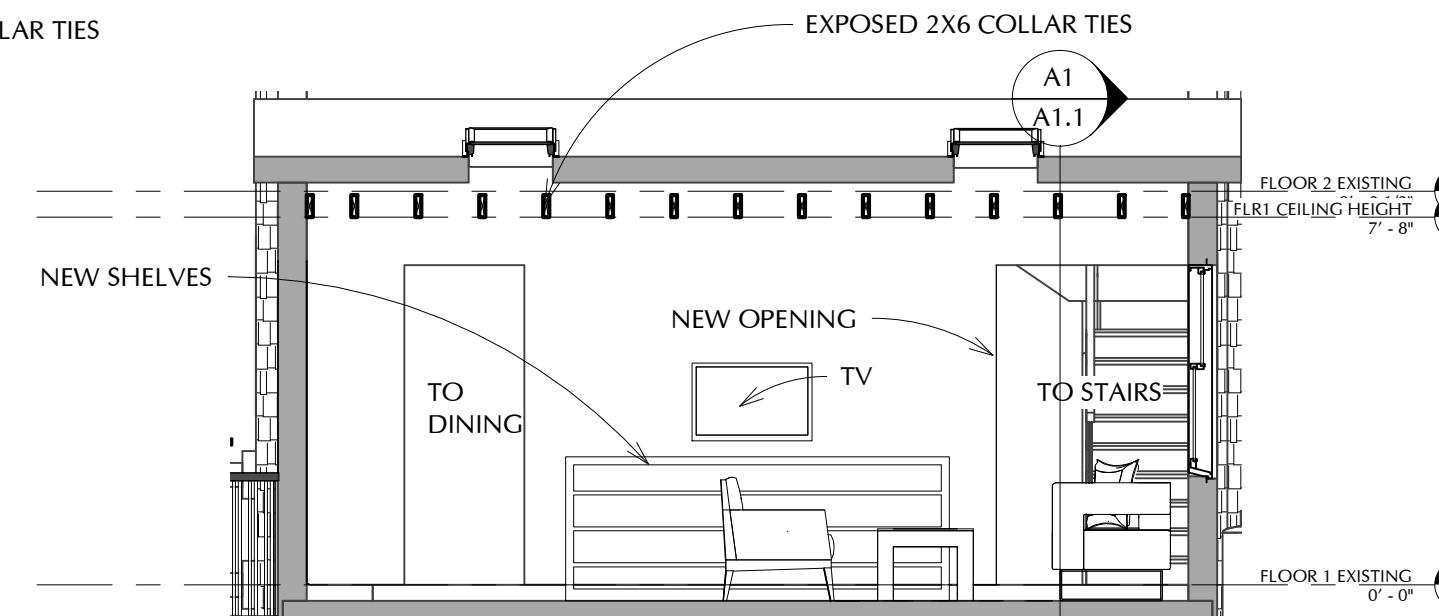 LAR TIES
EXPOSED 2X6 COLLAR TIES
A1
A1.1
FLOOR 2 EXISTING
FLR1 CEILING HEIGHT
7' - 8"
NEW SHELVES
NEW OPENING
TV
TO
DINING
TO STAIRS
FLOOR 1 EXISTING
0' - 0"